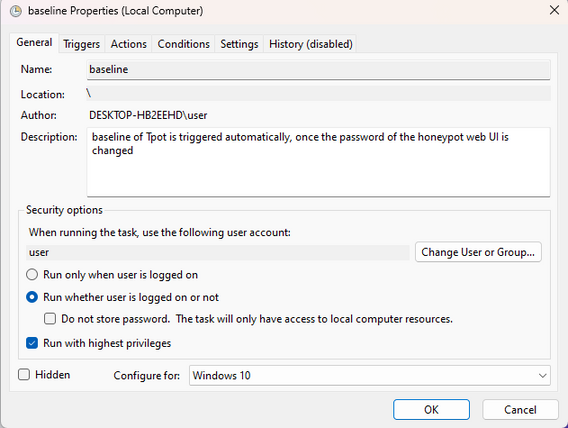 baseline Properties (Local Computer)
General Triggers Actions Conditions Settings History (disabled)
Name: baseline
Location: \
Author: DESKTOP-HB2EEHD\user
Description: baseline of Tpot is triggered automatically, once the password of the honeypot web UI is
changed
Security options
When running the task, use the following user account:
user Change User or Group...
Run only when user is logged on
Run whether user is logged on or not
Do not store password. The task will only have access to local computer resources.
Run with highest privileges
Hidden Configure for: Windows 10
OK Cancel